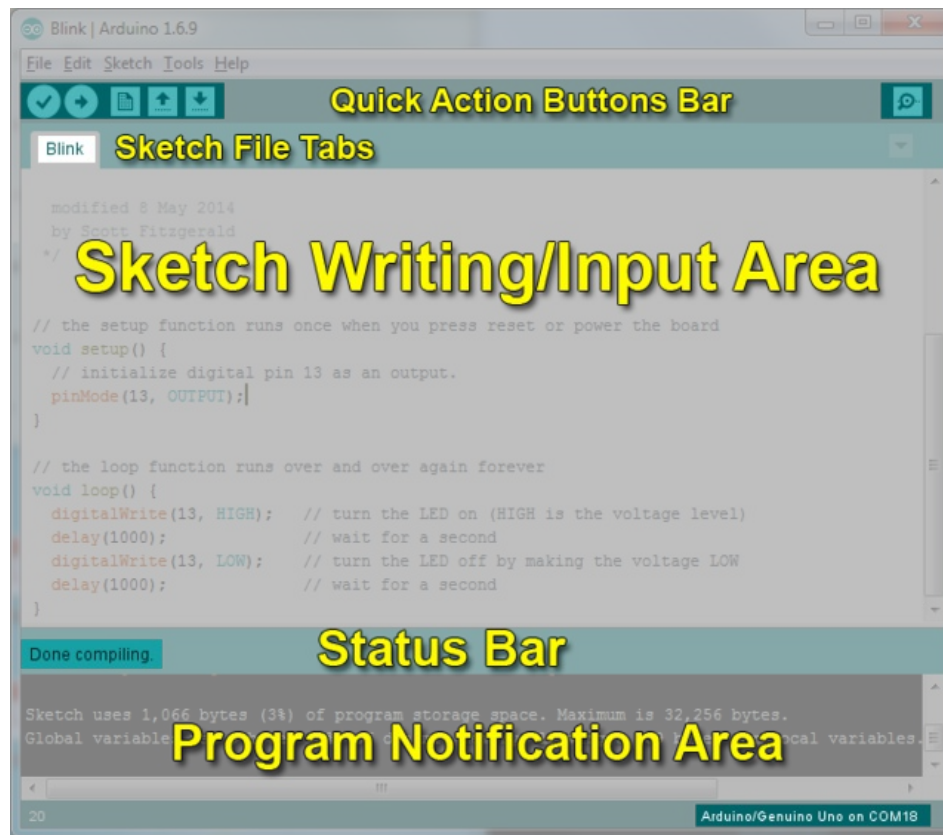 Blink | Arduino 1.6.9
File Edit Sketch Tools Help
Quick Action Buttons Bar
Blink
Sketch File Tabs
modified 8 May 2014
by Scott Fitzgerald
*/
Sketch Writing/Input Area
// the setup function runs once when you press reset or power the board
void setup() {
// initialize digital pin 13 as an output.
pinMode(13, OUTPUT);
}
// the loop function runs over and over again forever
void loop() {
digitalWrite(13, HIGH); // turn the LED on (HIGH is the voltage level)
delay(1000); // wait for a second
digitalWrite(13, LOW); // turn the LED off by making the voltage LOW
delay(1000); // wait for a second
}
Done compiling.
Status Bar
Sketch uses 1,066 bytes (3%) of program storage space. Maximum is 32,256 bytes.
Global local variables.
Program Notification Area
20
Arduino/Genuino Uno on COM18